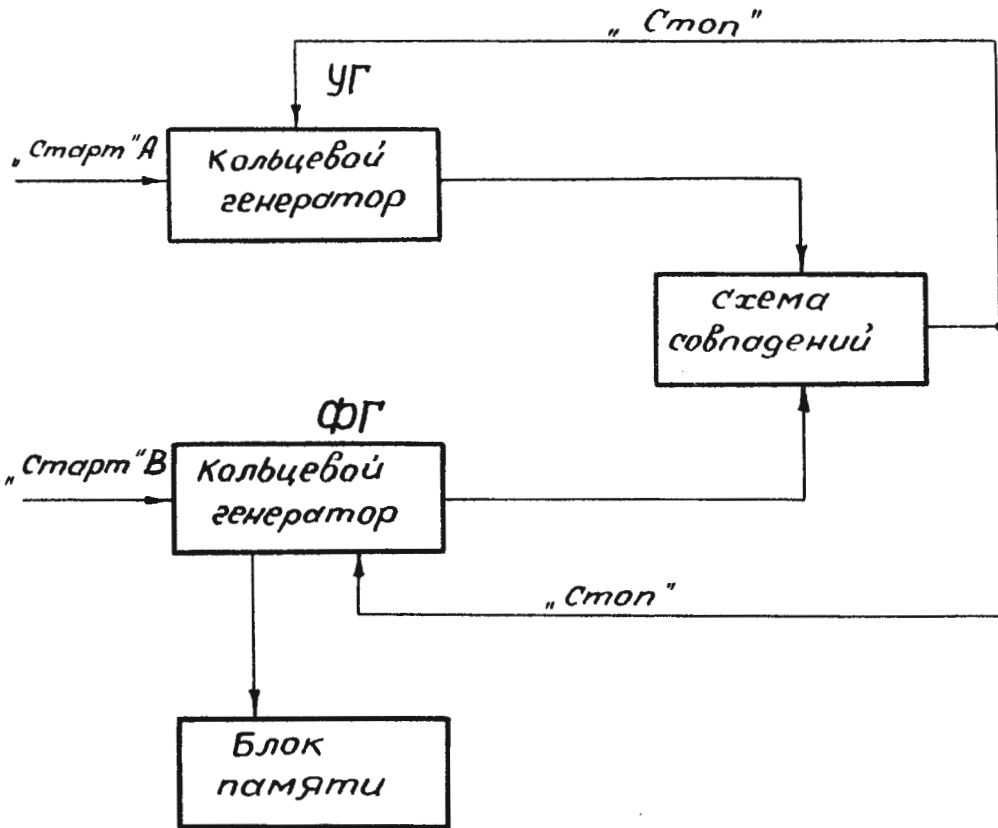 „Стоп"
УГ
„Старт"А
Кольцевой
генератор
схема
совпадений
ФГ
„Старт"В
Кольцевой
генератор
„Стоп"
Блок
памяти